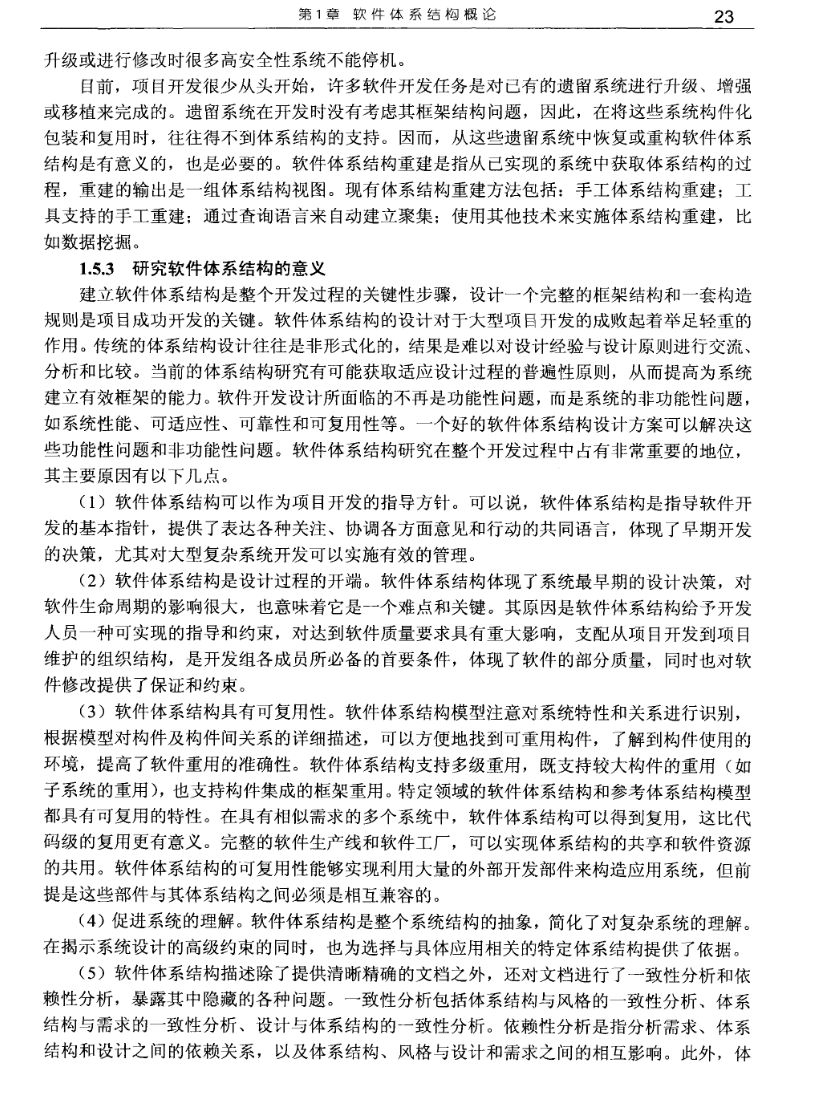 第1章 软件体系结构概论 23
升级或进行修改时很多高安全性系统不能停机。
目前，项目开发很少从头开始，许多软件开发任务是对已有的遗留系统进行升级、增强
或移植来完成的。遗留系统在开发时没有考虑其框架结构问题，因此，在将这些系统构件化
包装和复用时，往往得不到体系结构的支持。因而，从这些遗留系统中恢复或重构软件体系
结构是有意义的，也是必要的。软件体系结构重建是指从已实现的系统中获取体系结构的过
程，重建的输出是一组体系结构视图。现有体系结构重建方法包括：手工体系结构重建；工
具支持的手工重建；通过查询语言来自动建立聚集；使用其他技术来实施体系结构重建，比
如数据挖掘。
1.5.3 研究软件体系结构的意义
建立软件体系结构是整个开发过程的关键性步骤，设计一个完整的框架结构和一套构造
规则是项目成功开发的关键。软件体系结构的设计对于大型项目开发的成败起着举足轻重的
作用。传统的体系结构设计往往是非形式化的，结果是难以对设计经验与设计原则进行交流、
分析和比较。当前的体系结构研究有可能获取适应设计过程的普遍性原则，从而提高为系统
建立有效框架的能力。软件开发设计所面临的不再是功能性问题，而是系统的非功能性问题，
如系统性能、可适应性、可靠性和可复用性等。一个好的软件体系结构设计方案可以解决这
些功能性问题和非功能性问题。软件体系结构研究在整个开发过程中占有非常重要的地位，
其主要原因有以下几点。
（1）软件体系结构可以作为项目开发的指导方针。可以说，软件体系结构是指导软件开
发的基本指针，提供了表达各种关注、协调各方面意见和行动的共同语言，体现了早期开发
的决策，尤其对大型复杂系统开发可以实施有效的管理。
（2）软件体系结构是设计过程的开端。软件体系结构体现了系统最早期的设计决策，对
软件生命周期的影响很大，也意味着它是一个难点和关键。其原因是软件体系结构给予开发
人员一种可实现的指导和约束，对达到软件质量要求具有重大影响，支配从项目开发到项目
维护的组织结构，是开发组各成员所必备的首要条件，体现了软件的部分质量，同时也对软
件修改提供了保证和约束。
（3）软件体系结构具有可复用性。软件体系结构模型注意对系统特性和关系进行识别，
根据模型对构件及构件间关系的详细描述，可以方便地找到可重用构件，了解到构件使用的
环境，提高了软件重用的准确性。软件体系结构支持多级重用，既支持较大构件的重用（如
子系统的重用），也支持构件集成的框架重用。特定领域的软件体系结构和参考体系结构模型
都具有可复用的特性。在具有相似需求的多个系统中，软件体系结构可以得到复用，这比代
码级的复用更有意义。完整的软件生产线和软件工厂，可以实现体系结构的共享和软件资源
的共用。软件体系结构的可复用性能够实现利用大量的外部开发部件来构造应用系统，但前
提是这些部件与其体系结构之间必须是相互兼容的。
（4）促进系统的理解。软件体系结构是整个系统结构的抽象，简化了对复杂系统的理解。
在揭示系统设计的高级约束的同时，也为选择与具体应用相关的特定体系结构提供了依据。
（5）软件体系结构描述除了提供清晰精确的文档之外，还对文档进行了一致性分析和依
赖性分析，暴露其中隐藏的各种问题。一致性分析包括体系结构与风格的一致性分析、体系
结构与需求的一致性分析、设计与体系结构的一致性分析。依赖性分析是指分析需求、体系
结构和设计之间的依赖关系，以及体系结构、风格与设计和需求之间的相互影响。此外，体